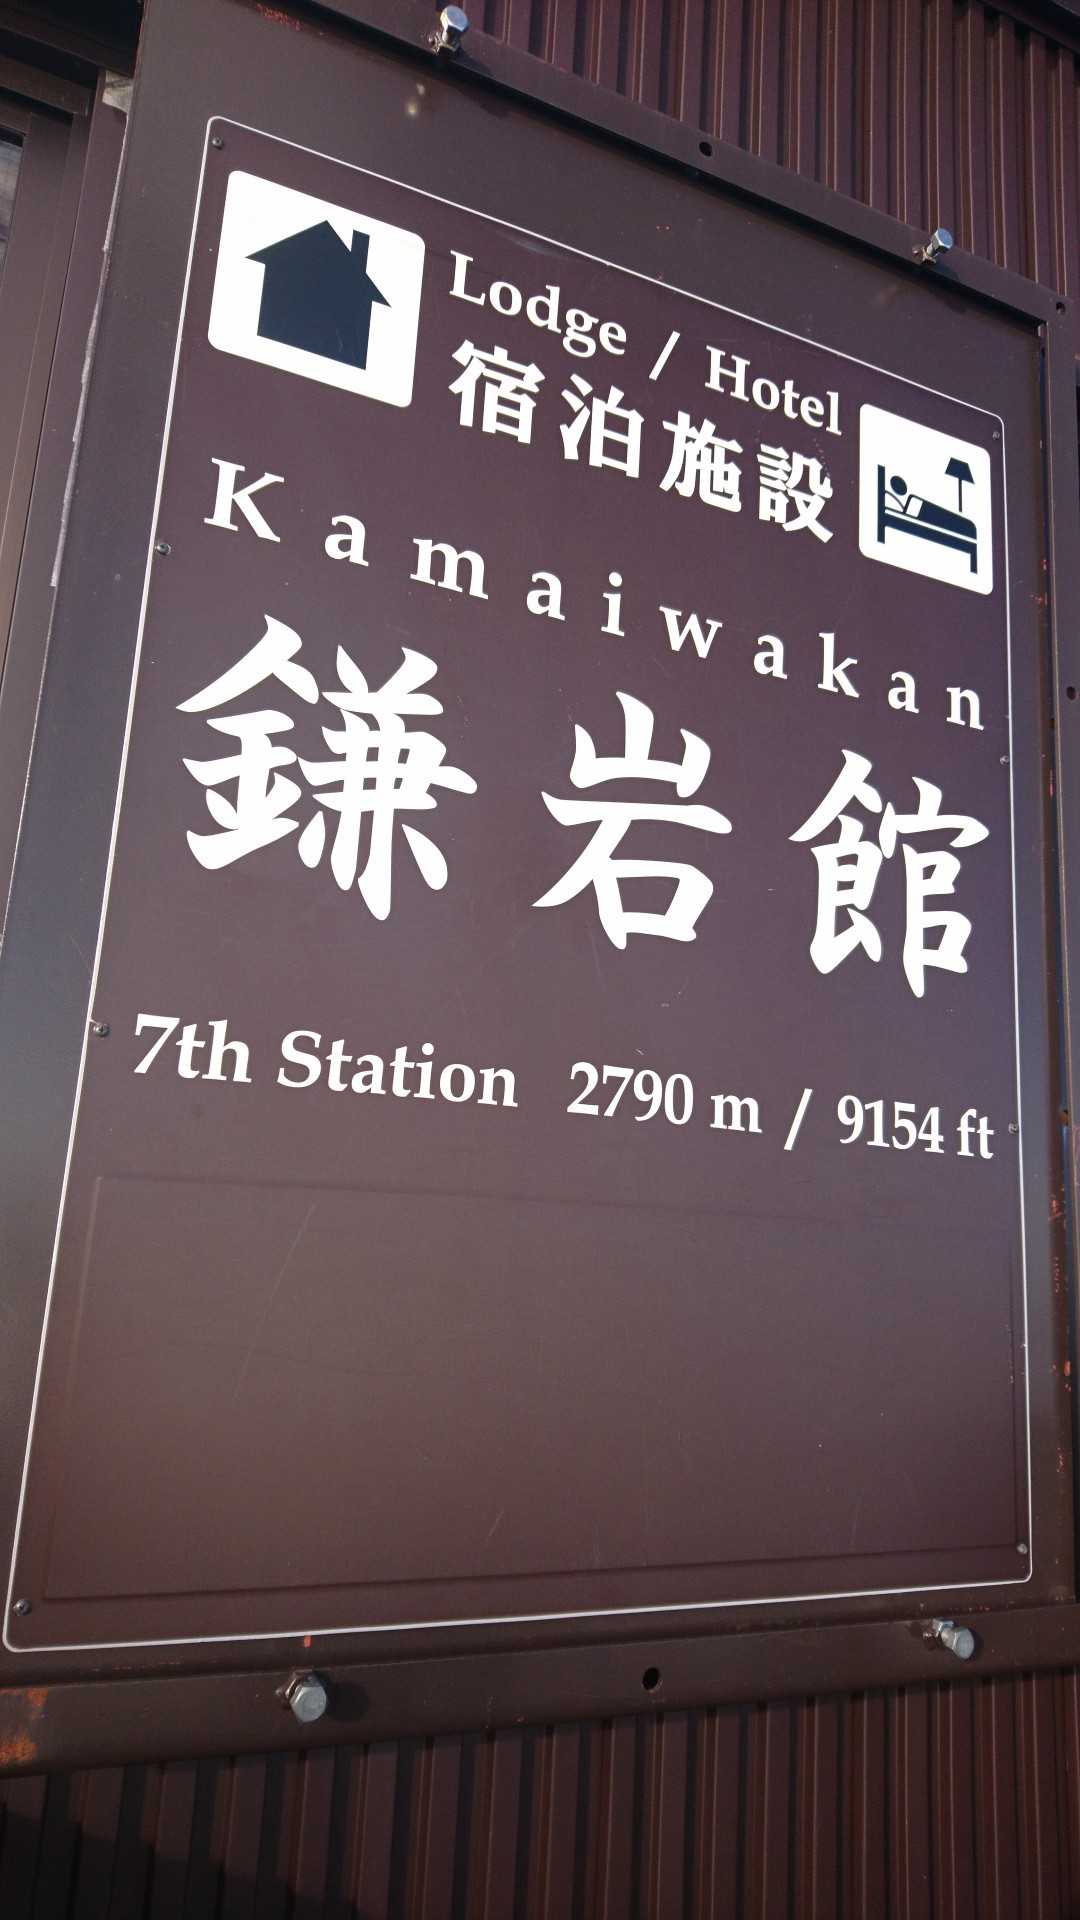 Lodge / Hotel
宿泊施設
Kamaiwakan
鎌岩館
7th Station 2790 m / 9154 ft